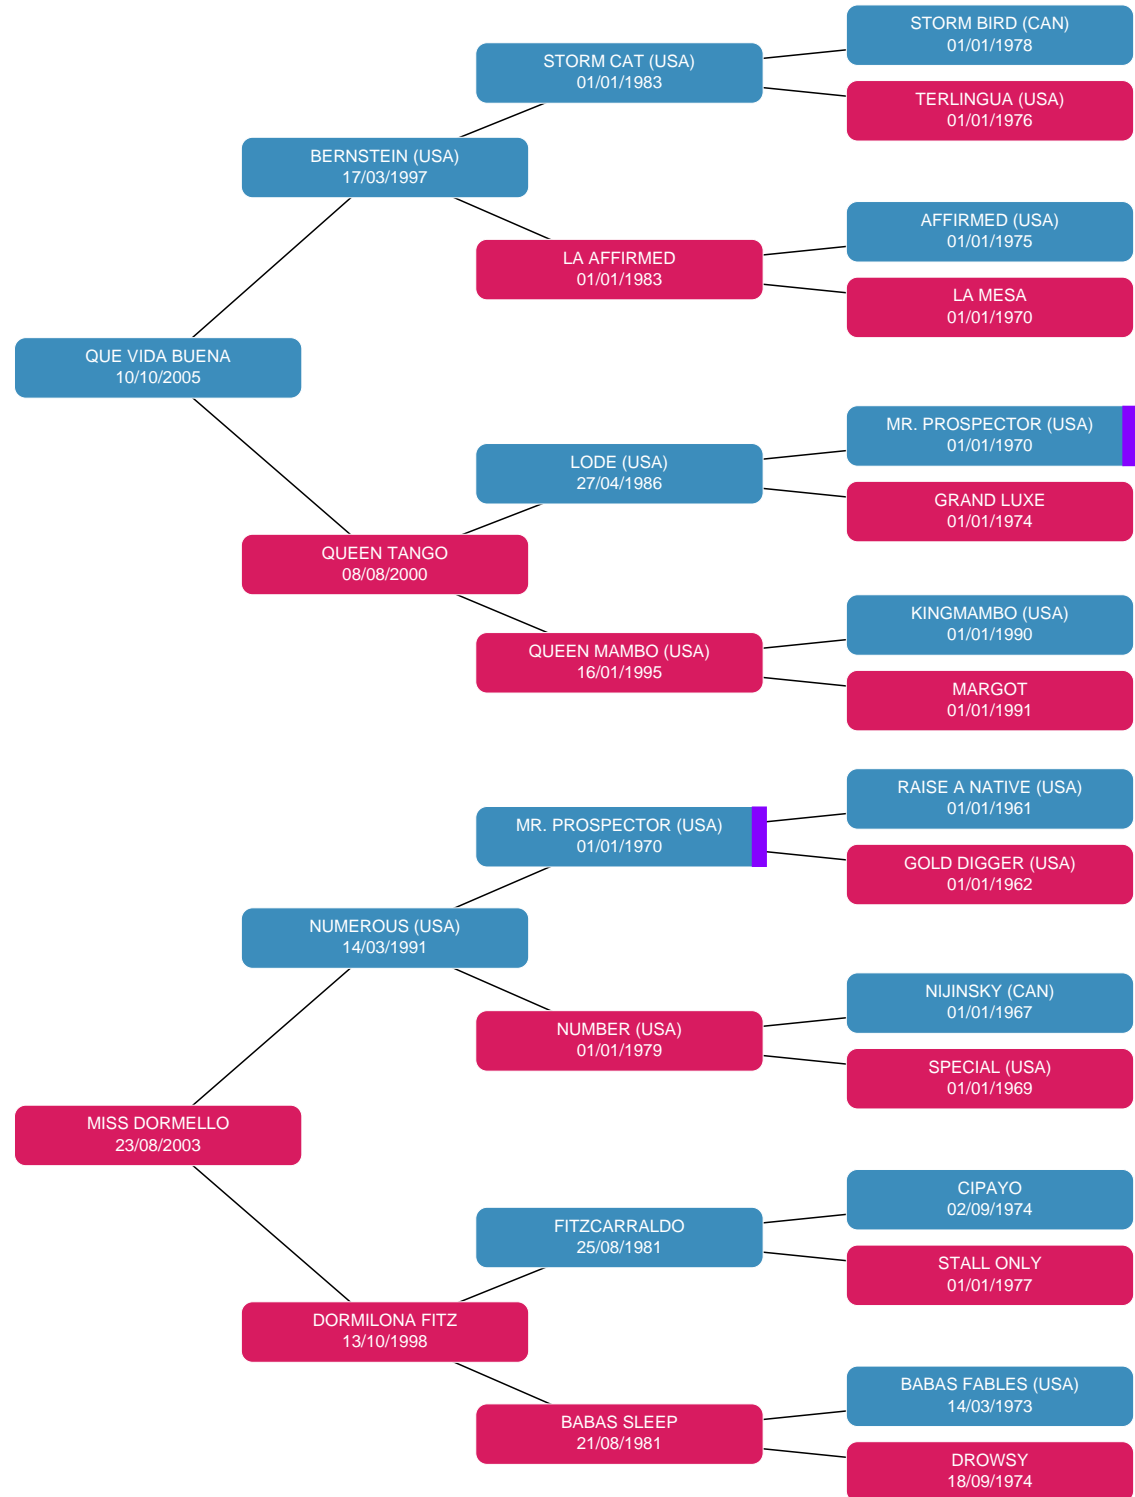 STORM BIRD (CAN)
01/01/1978
STORM CAT (USA)
01/01/1983
TERLINGUA (USA)
01/01/1976
BERNSTEIN (USA)
17/03/1997
AFFIRMED (USA)
01/01/1975
LA AFFIRMED
01/01/1983
LA MESA
01/01/1970
QUE VIDA BUENA
10/10/2005
MR. PROSPECTOR (USA)
01/01/1970
LODE (USA)
27/04/1986
GRAND LUXE
01/01/1974
QUEEN TANGO
08/08/2000
KINGMAMBO (USA)
01/01/1990
QUEEN MAMBO (USA)
16/01/1995
MARGOT
01/01/1991
RAISE A NATIVE (USA)
01/01/1961
MR. PROSPECTOR (USA)
01/01/1970
GOLD DIGGER (USA)
01/01/1962
NUMEROUS (USA)
14/03/1991
NIJINSKY (CAN)
01/01/1967
NUMBER (USA)
01/01/1979
SPECIAL (USA)
01/01/1969
MISS DORMELLO
23/08/2003
CIPAYO
02/09/1974
FITZCARRALDO
25/08/1981
STALL ONLY
01/01/1977
DORMILONA FITZ
13/10/1998
BABAS FABLES (USA)
14/03/1973
BABAS SLEEP
21/08/1981
DROWSY
18/09/1974